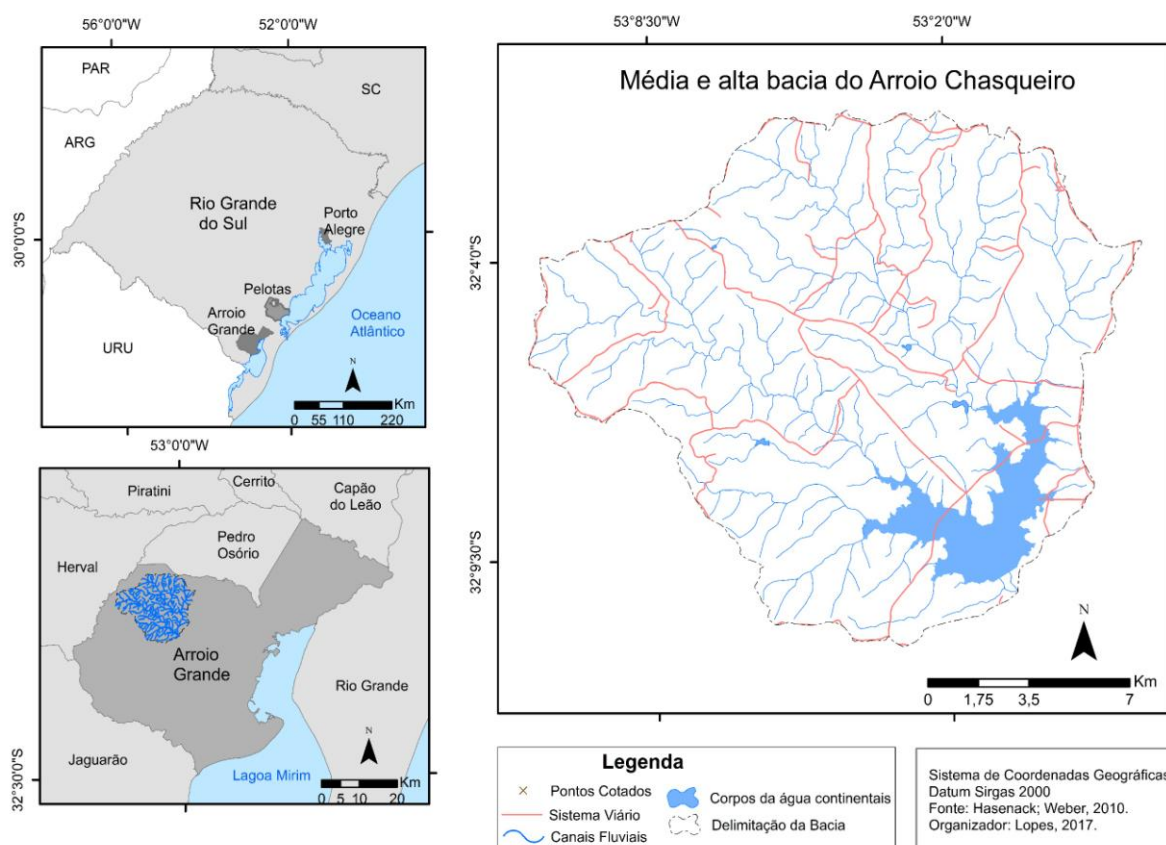 56°0'0"W
52°0'0"W
PAR
SC
ARG
Rio Grande
do Sul
Porto
Alegre
30°0'0"S
Pelotas
Arroio
Grande
Oceano
Atlântico
URU
N
Km
0 55 110 220
53°0'0"W
Cerrito
Piratini
Capão
do Leão
Pedro
Osório
Herval
Arroio
Grande
Rio Grande
N
Jaguarão
Lagoa Mirim
Km
0 5 10 20
32°30'0"S
53°8'30"W
53°2'0"W
Média e alta bacia do Arroio Chasqueiro
32°4'0"S
32°9'30"S
N
Km
0 1,75 3,5 7
Legenda
Pontos Cotados
Sistema Viário
Canais Fluviais
Corpos da água continentais
Delimitação da Bacia
Sistema de Coordenadas Geográficas
Datum Sirgas 2000
Fonte: Hasenack; Weber, 2010.
Organizador: Lopes, 2017.